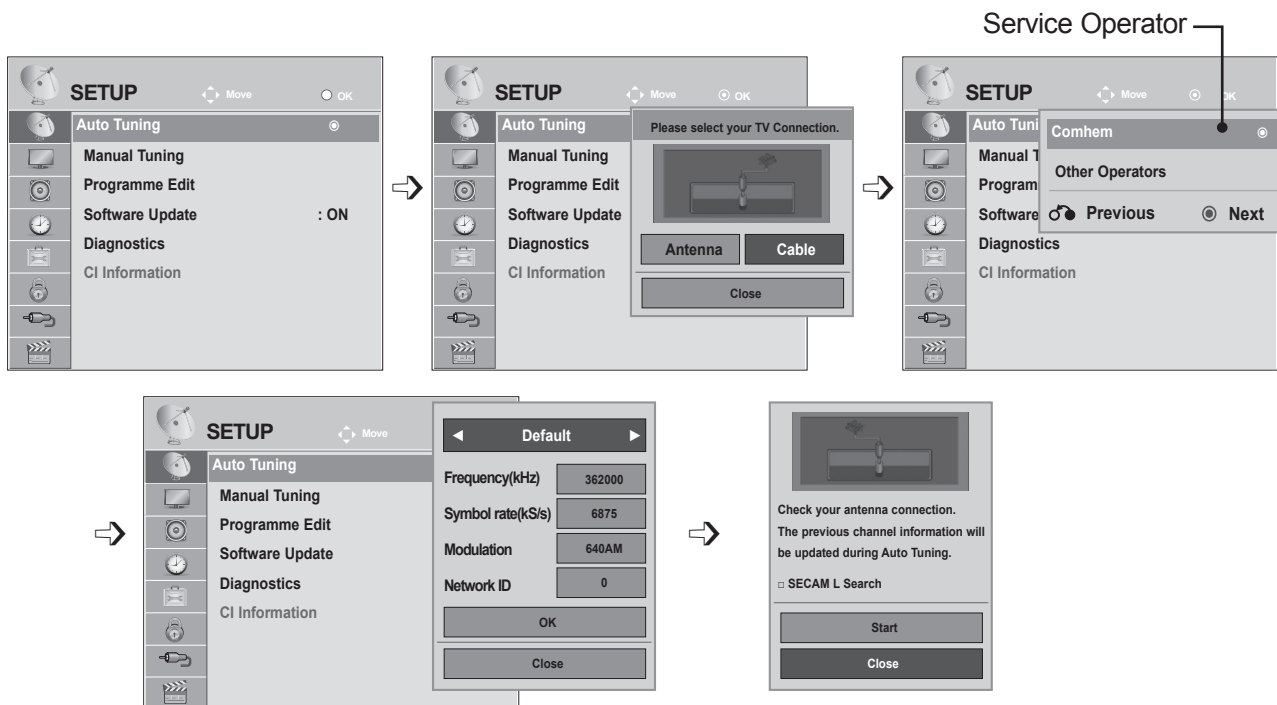 Service Operator
SETUP Move OK
Auto Tuning
Manual Tuning
Programme Edit
Software Update : ON
Diagnostics
CI Information
SETUP Move OK
Auto Tuning
Manual Tuning
Programme Edit
Software Update
Diagnostics
CI Information
Please select your TV Connection.
Antenna Cable
Close
SETUP Move OK
Auto Tuni
Manual T
Program
Software
Diagnostics
CI Information
Comhem
Other Operators
Previous Next
SETUP Move
Auto Tuning
Manual Tuning
Programme Edit
Software Update
Diagnostics
CI Information
◄ Default ►
Frequency(kHz) 362000
Symbol rate(kS/s) 6875
Modulation 640AM
Network ID 0
OK
Close
Check your antenna connection.
The previous channel information will
be updated during Auto Tuning.
□ SECAM L Search
Start
Close